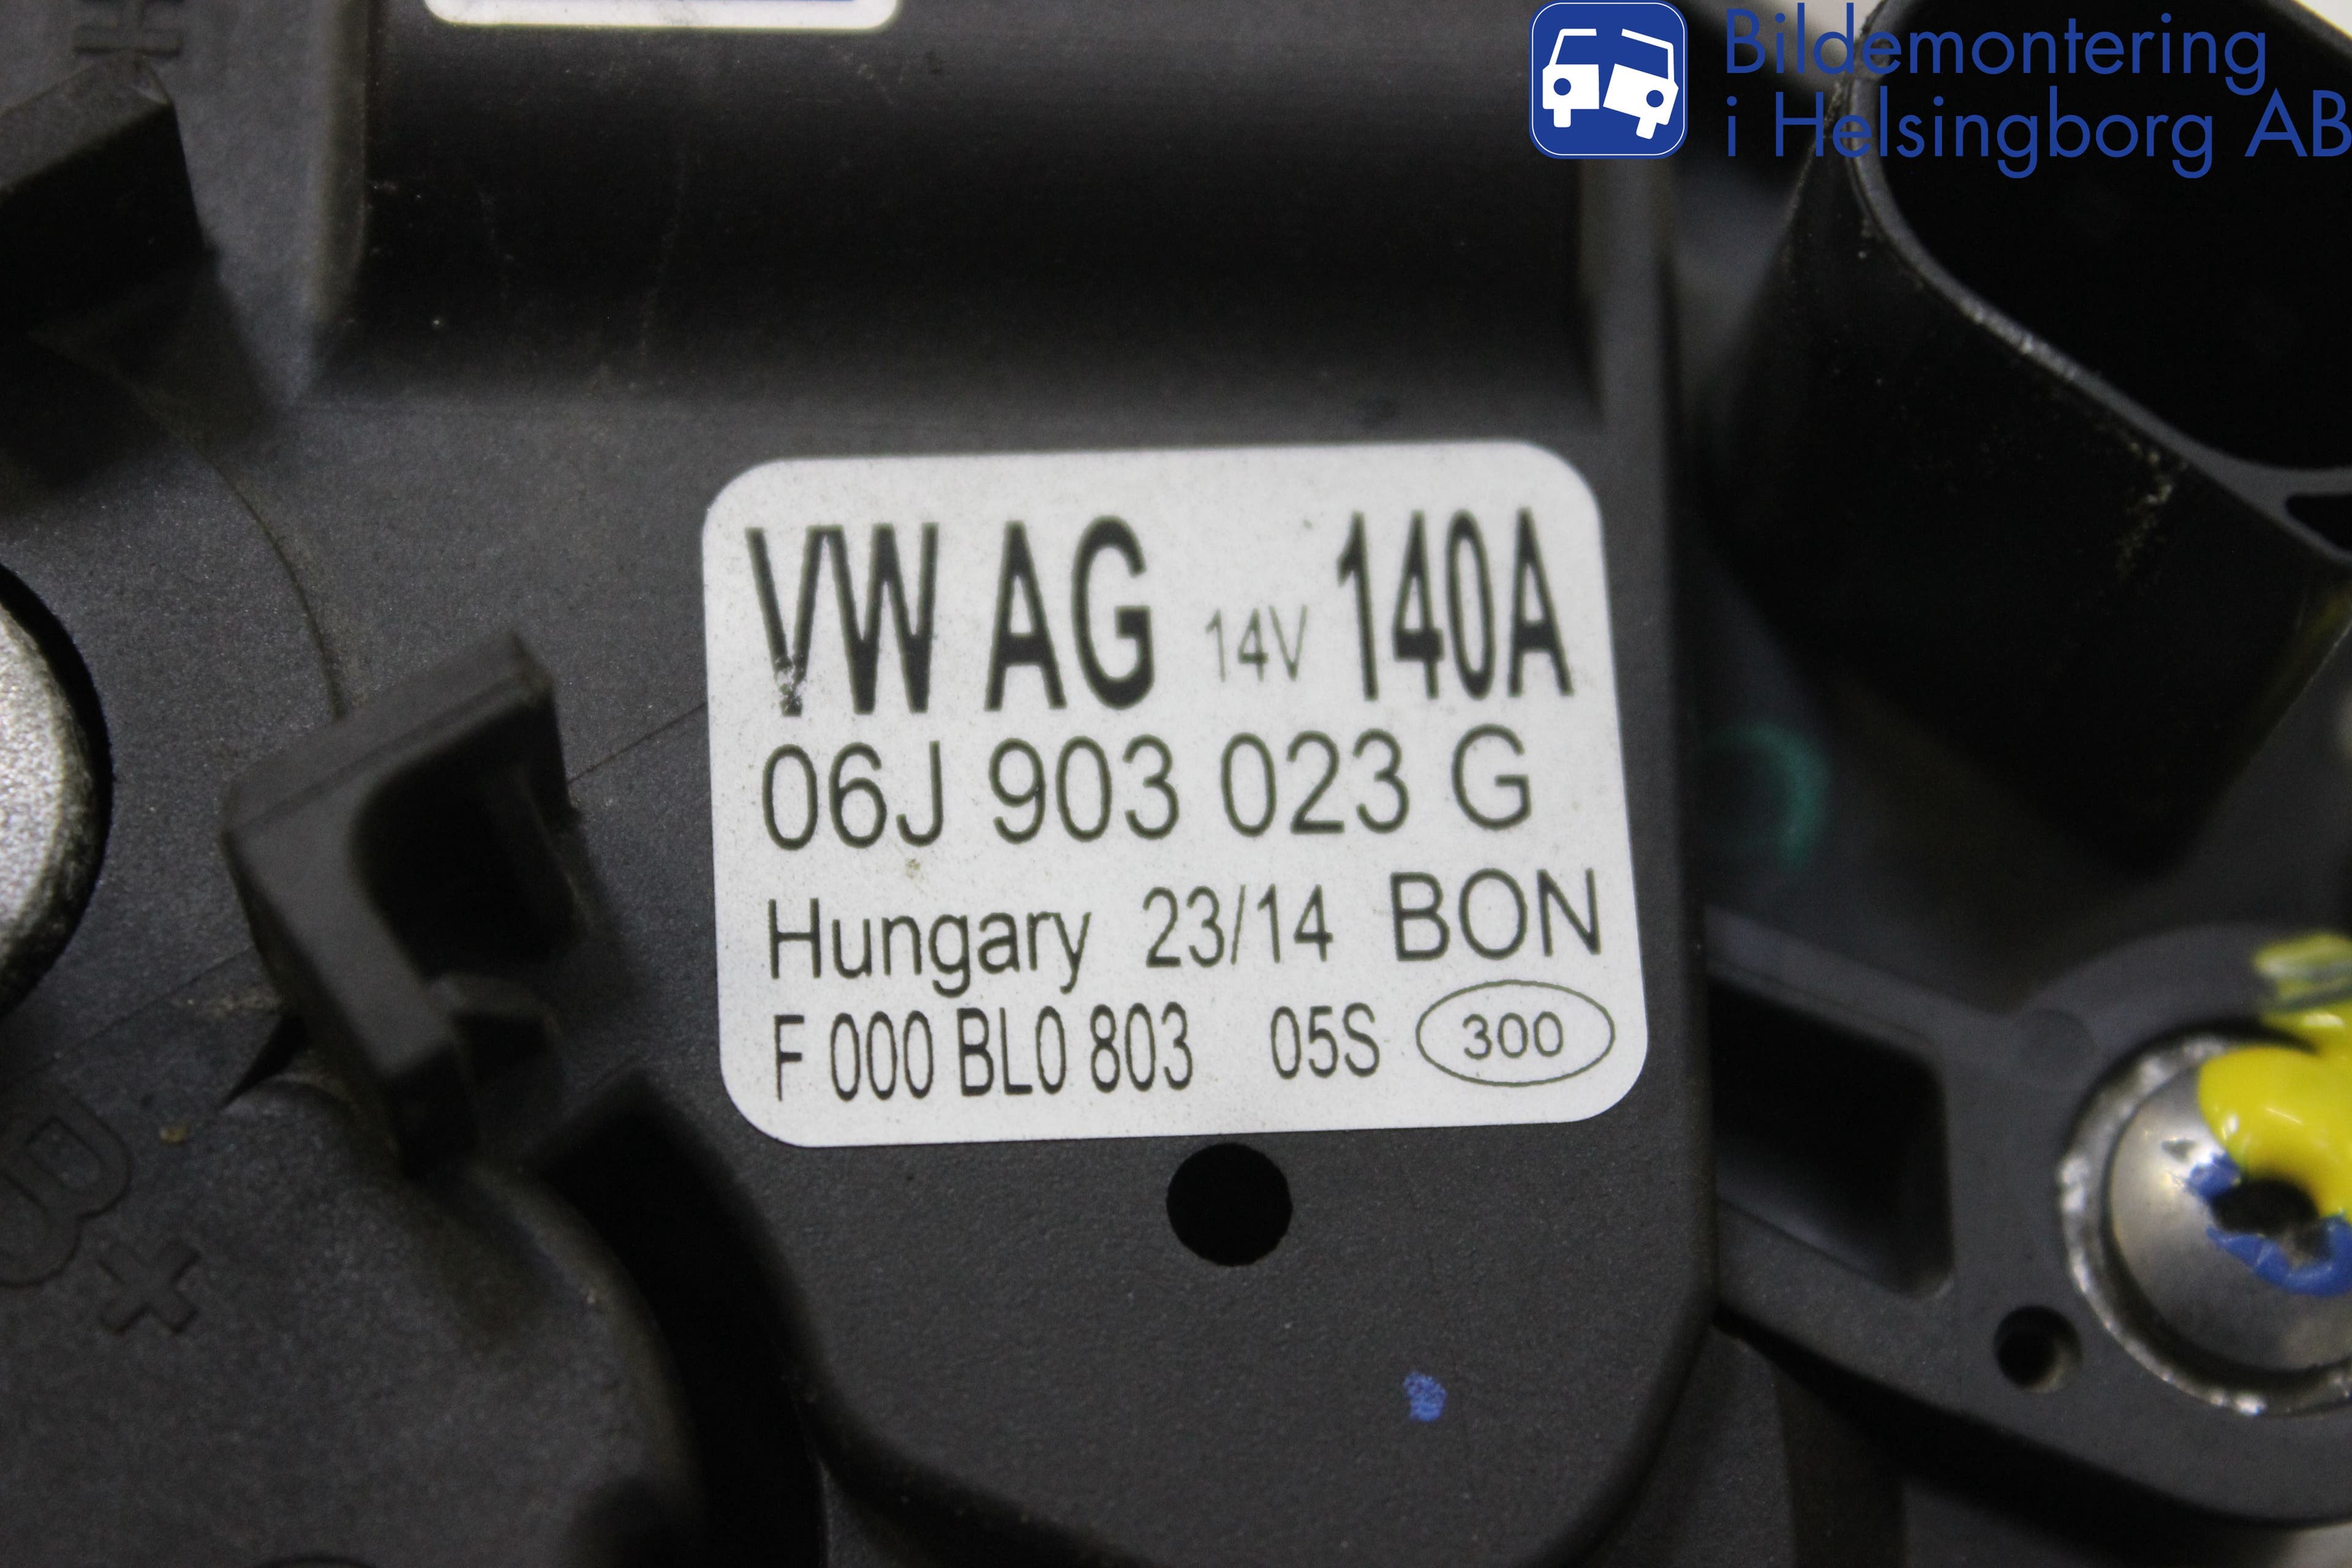 Bildemontering
i Helsingborg AB
VW AG 14V 140A
06J 903 023 G
Hungary 23/14 BON
F 000 BL0 803 05S 300
B+